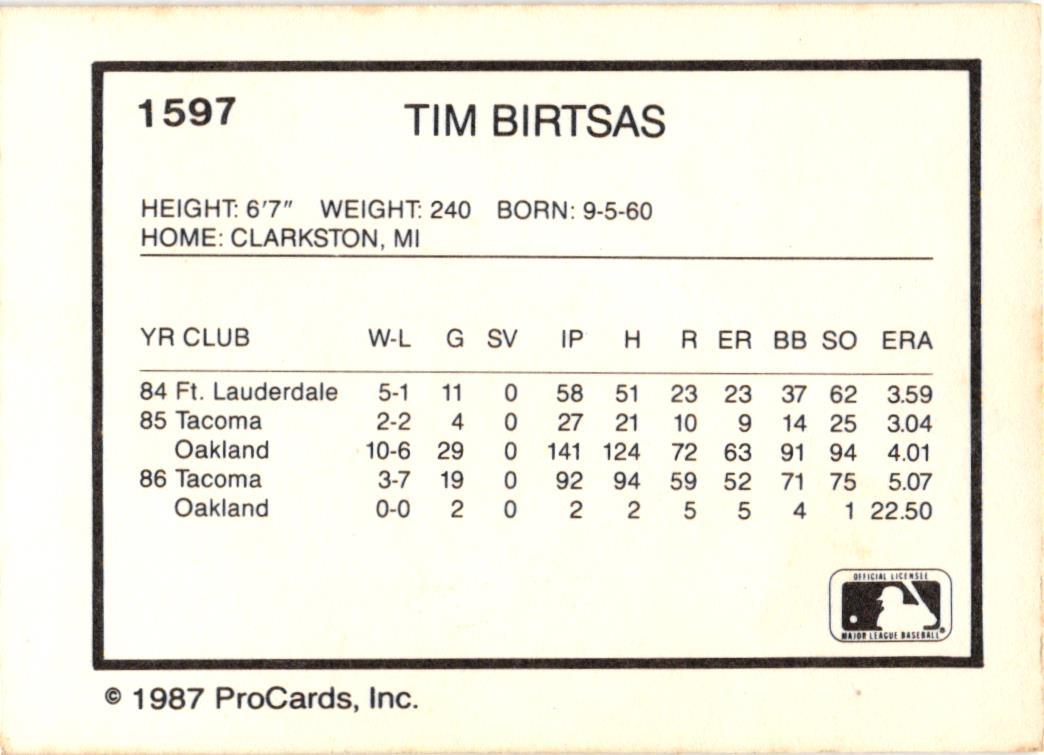 1597 TIM BIRTSAS
HEIGHT: 6'7" WEIGHT: 240 BORN: 9-5-60
HOME: CLARKSTON, MI
YR CLUB W-L G SV IP H R ER BB SO ERA
84 Ft. Lauderdale 5-1 11 0 58 51 23 23 37 62 3.59
85 Tacoma 2-2 4 0 27 21 10 9 14 25 3.04
Oakland 10-6 29 0 141 124 72 63 91 94 4.01
86 Tacoma 3-7 19 0 92 94 59 52 71 75 5.07
Oakland 0-0 2 0 2 2 5 5 4 1 22.50
OFFICIAL LICENSEE
MAJOR LEAGUE BASEBALL®
© 1987 ProCards, Inc.